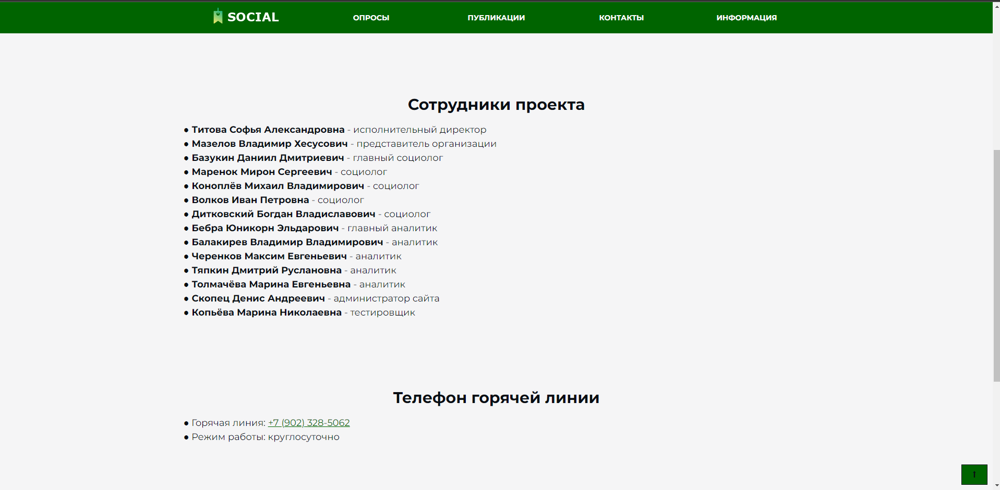 SOCIAL ОПРОСЫ ПУБЛИКАЦИИ КОНТАКТЫ ИНФОРМАЦИЯ
Сотрудники проекта
● Титова Софья Александровна - исполнительный директор
● Мазелов Владимир Хесусович - представитель организации
● Базукин Даниил Дмитриевич - главный социолог
● Маренок Мирон Сергеевич - социолог
● Коноплёв Михаил Владимирович - социолог
● Волков Иван Петровна - социолог
● Дитковский Богдан Владиславович - социолог
● Бебра Юникорн Эльдарович - главный аналитик
● Балакирев Владимир Владимирович - аналитик
● Черенков Максим Евгеньевич - аналитик
● Тяпкин Дмитрий Руслановна - аналитик
● Толмачёва Марина Евгеньевна - аналитик
● Скопец Денис Андреевич - администратор сайта
● Копьёва Марина Николаевна - тестировщик
Телефон горячей линии
● Горячая линия: +7 (902) 328-5062
● Режим работы: круглосуточно
↑